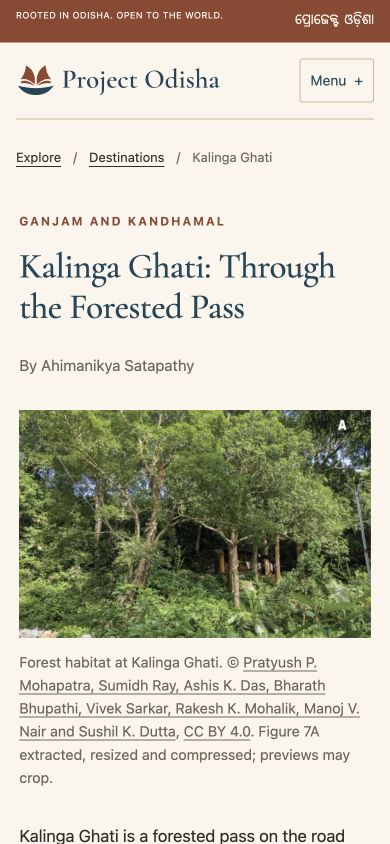 ROOTED IN ODISHA. OPEN TO THE WORLD.
ପ୍ରୋଜେକ୍ଟ ଓଡ଼ିଶା
Project Odisha
Menu +
Explore / Destinations / Kalinga Ghati
GANJAM AND KANDHAMAL
Kalinga Ghati: Through
the Forested Pass
By Ahimanikya Satapathy
A
Forest habitat at Kalinga Ghati. © Pratyush P.
Mohapatra, Sumidh Ray, Ashis K. Das, Bharath
Bhupathi, Vivek Sarkar, Rakesh K. Mohalik, Manoj V.
Nair and Sushil K. Dutta, CC BY 4.0. Figure 7A
extracted, resized and compressed; previews may
crop.
Kalinga Ghati is a forested pass on the road